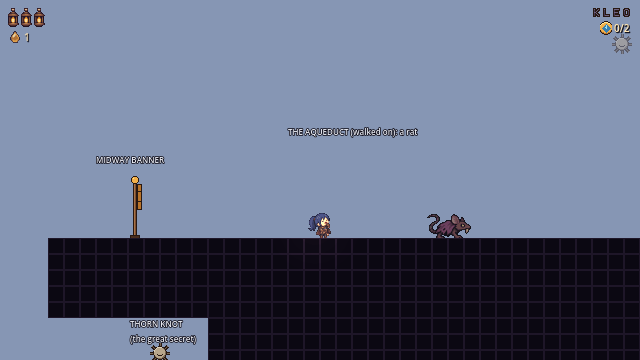 KLEO
1
0/2
THE AQUEDUCT (walked on): a rat
MIDWAY BANNER
THORN KNOT
(the great secret)